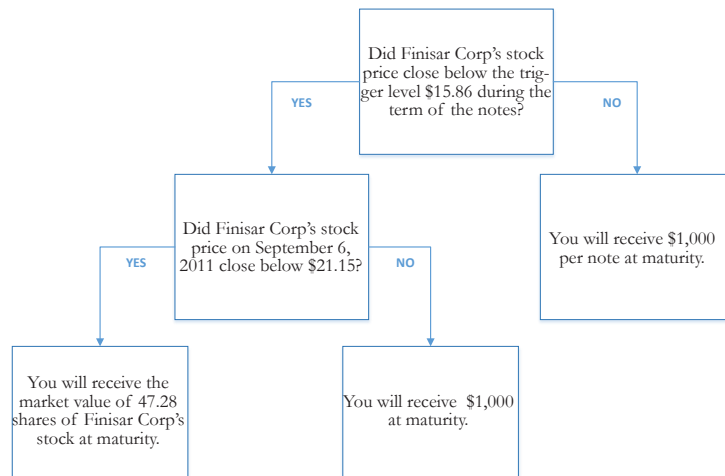 Did Finisar Corp's stock
price close below the trig-
ger level $15.86 during the
term of the notes?
YES
NO
Did Finisar Corp's stock
price on September 6,
2011 close below $21.15?
You will receive $1,000
per note at maturity.
YES
NO
You will receive the
market value of 47.28
shares of Finisar Corp's
stock at maturity.
You will receive $1,000
at maturity.